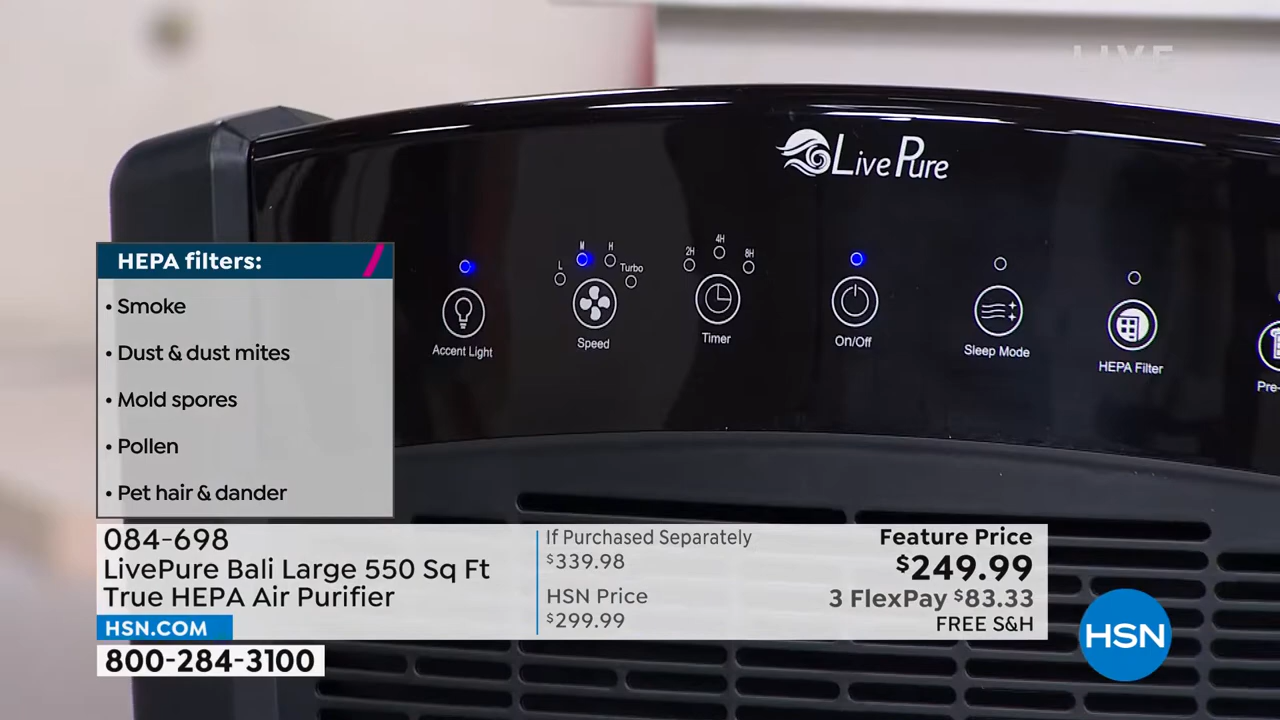 LIVE
LivePure
Accent Light
L
M
H
Turbo
Speed
2H
4H
8H
Timer
On/Off
Sleep Mode
HEPA Filter
Pre-
HEPA filters:
• Smoke
• Dust & dust mites
• Mold spores
• Pollen
• Pet hair & dander
084-698
LivePure Bali Large 550 Sq Ft
True HEPA Air Purifier
HSN.COM
800-284-3100
If Purchased Separately
$339.98
HSN Price
$299.99
Feature Price
$249.99
3 FlexPay $83.33
FREE S&H
HSN